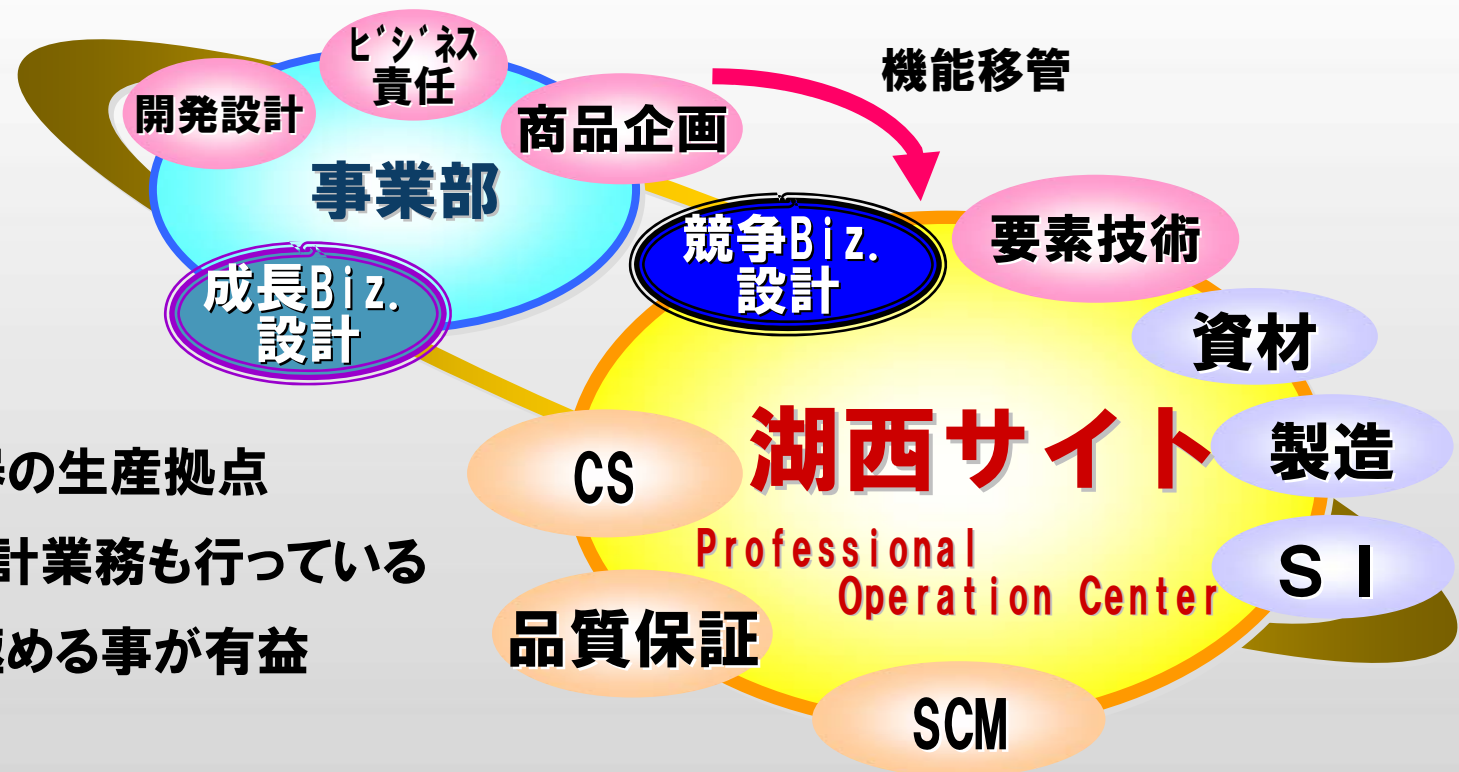 ﾋﾞｼﾞﾈｽ
責任
開発設計
商品企画
機能移管
事業部
成長Biz.
設計
競争Biz.
設計
要素技術
資材
湖西サイト
製造
CS
Professional
Operation Center
ＳＩ
品質保証
SCM
の生産拠点
計業務も行っている
める事が有益